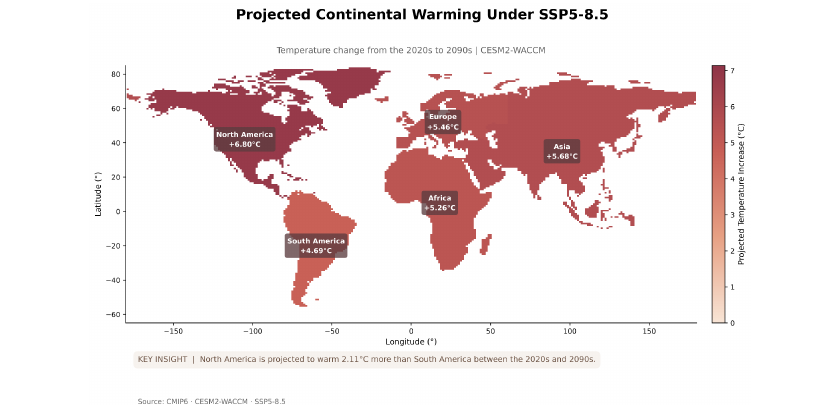 Projected Continental Warming Under SSP5-8.5
Temperature change from the 2020s to 2090s | CESM2-WACCM
80
60
40
20
0
−20
−40
−60
Latitude (°)
North America
+6.80°C
Europe
+5.46°C
Asia
+5.68°C
Africa
+5.26°C
South America
+4.69°C
−150
−100
−50
0
50
100
150
Longitude (°)
7
6
5
4
3
2
1
0
Projected Temperature Increase (°C)
KEY INSIGHT | North America is projected to warm 2.11°C more than South America between the 2020s and 2090s.
Source: CMIP6 · CESM2-WACCM · SSP5-8.5